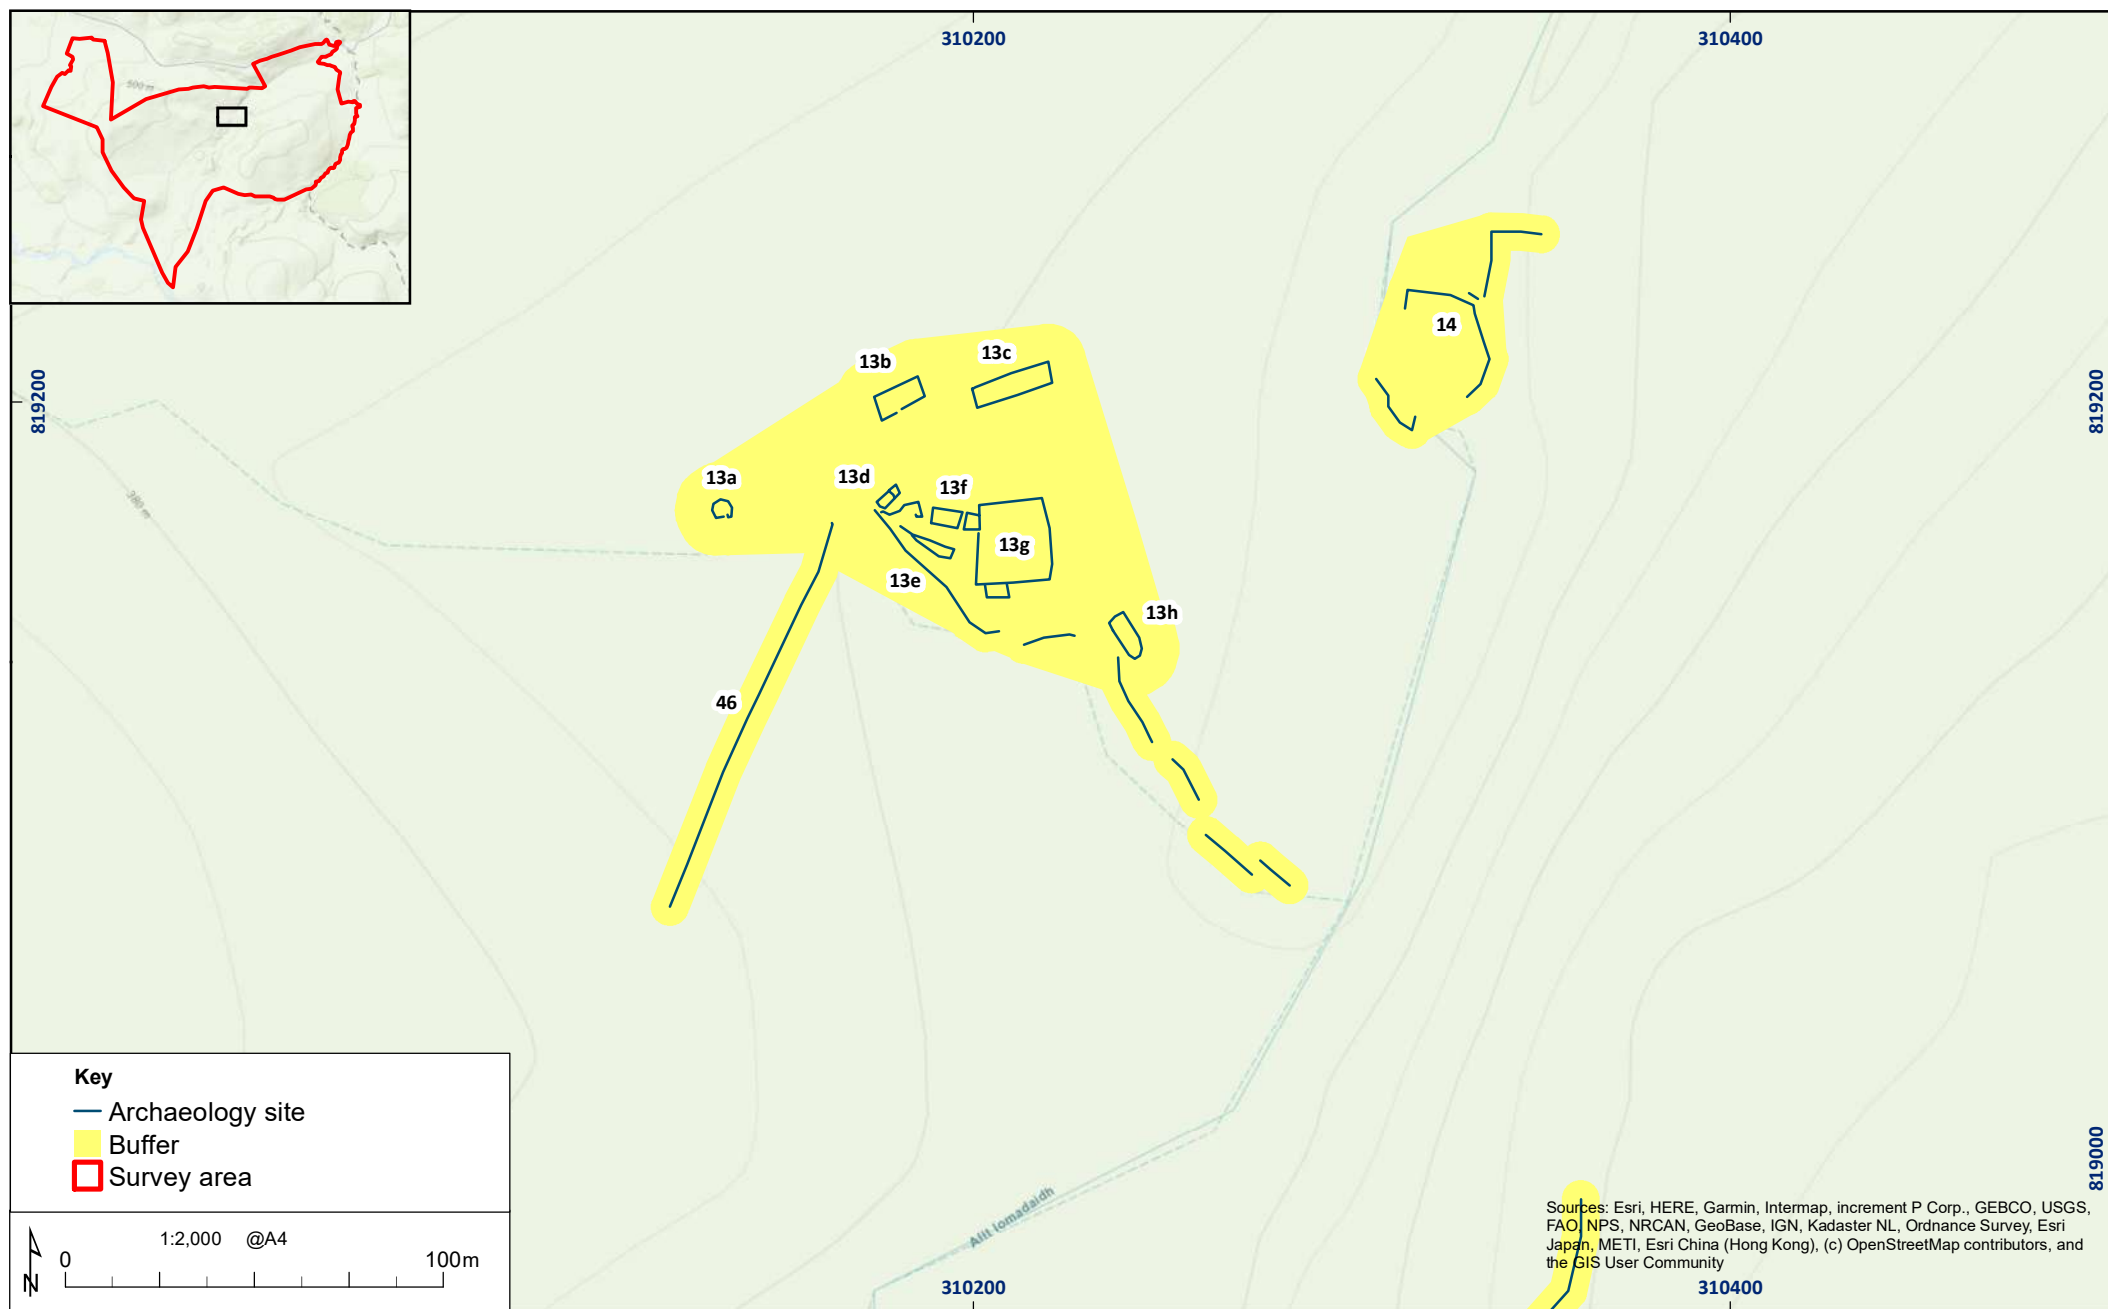 500 m
310200
310400
819200
819200
14
13b
13c
13a
13d
13f
13g
13e
13h
380 m
46
819000
Allt Iomadaidh
Key
Archaeology site
Buffer
Survey area
1:2,000 @A4
0 100m
N
Sources: Esri, HERE, Garmin, Intermap, increment P Corp., GEBCO, USGS,
FAO, NPS, NRCAN, GeoBase, IGN, Kadaster NL, Ordnance Survey, Esri
Japan, METI, Esri China (Hong Kong), (c) OpenStreetMap contributors, and
the GIS User Community
310200
310400